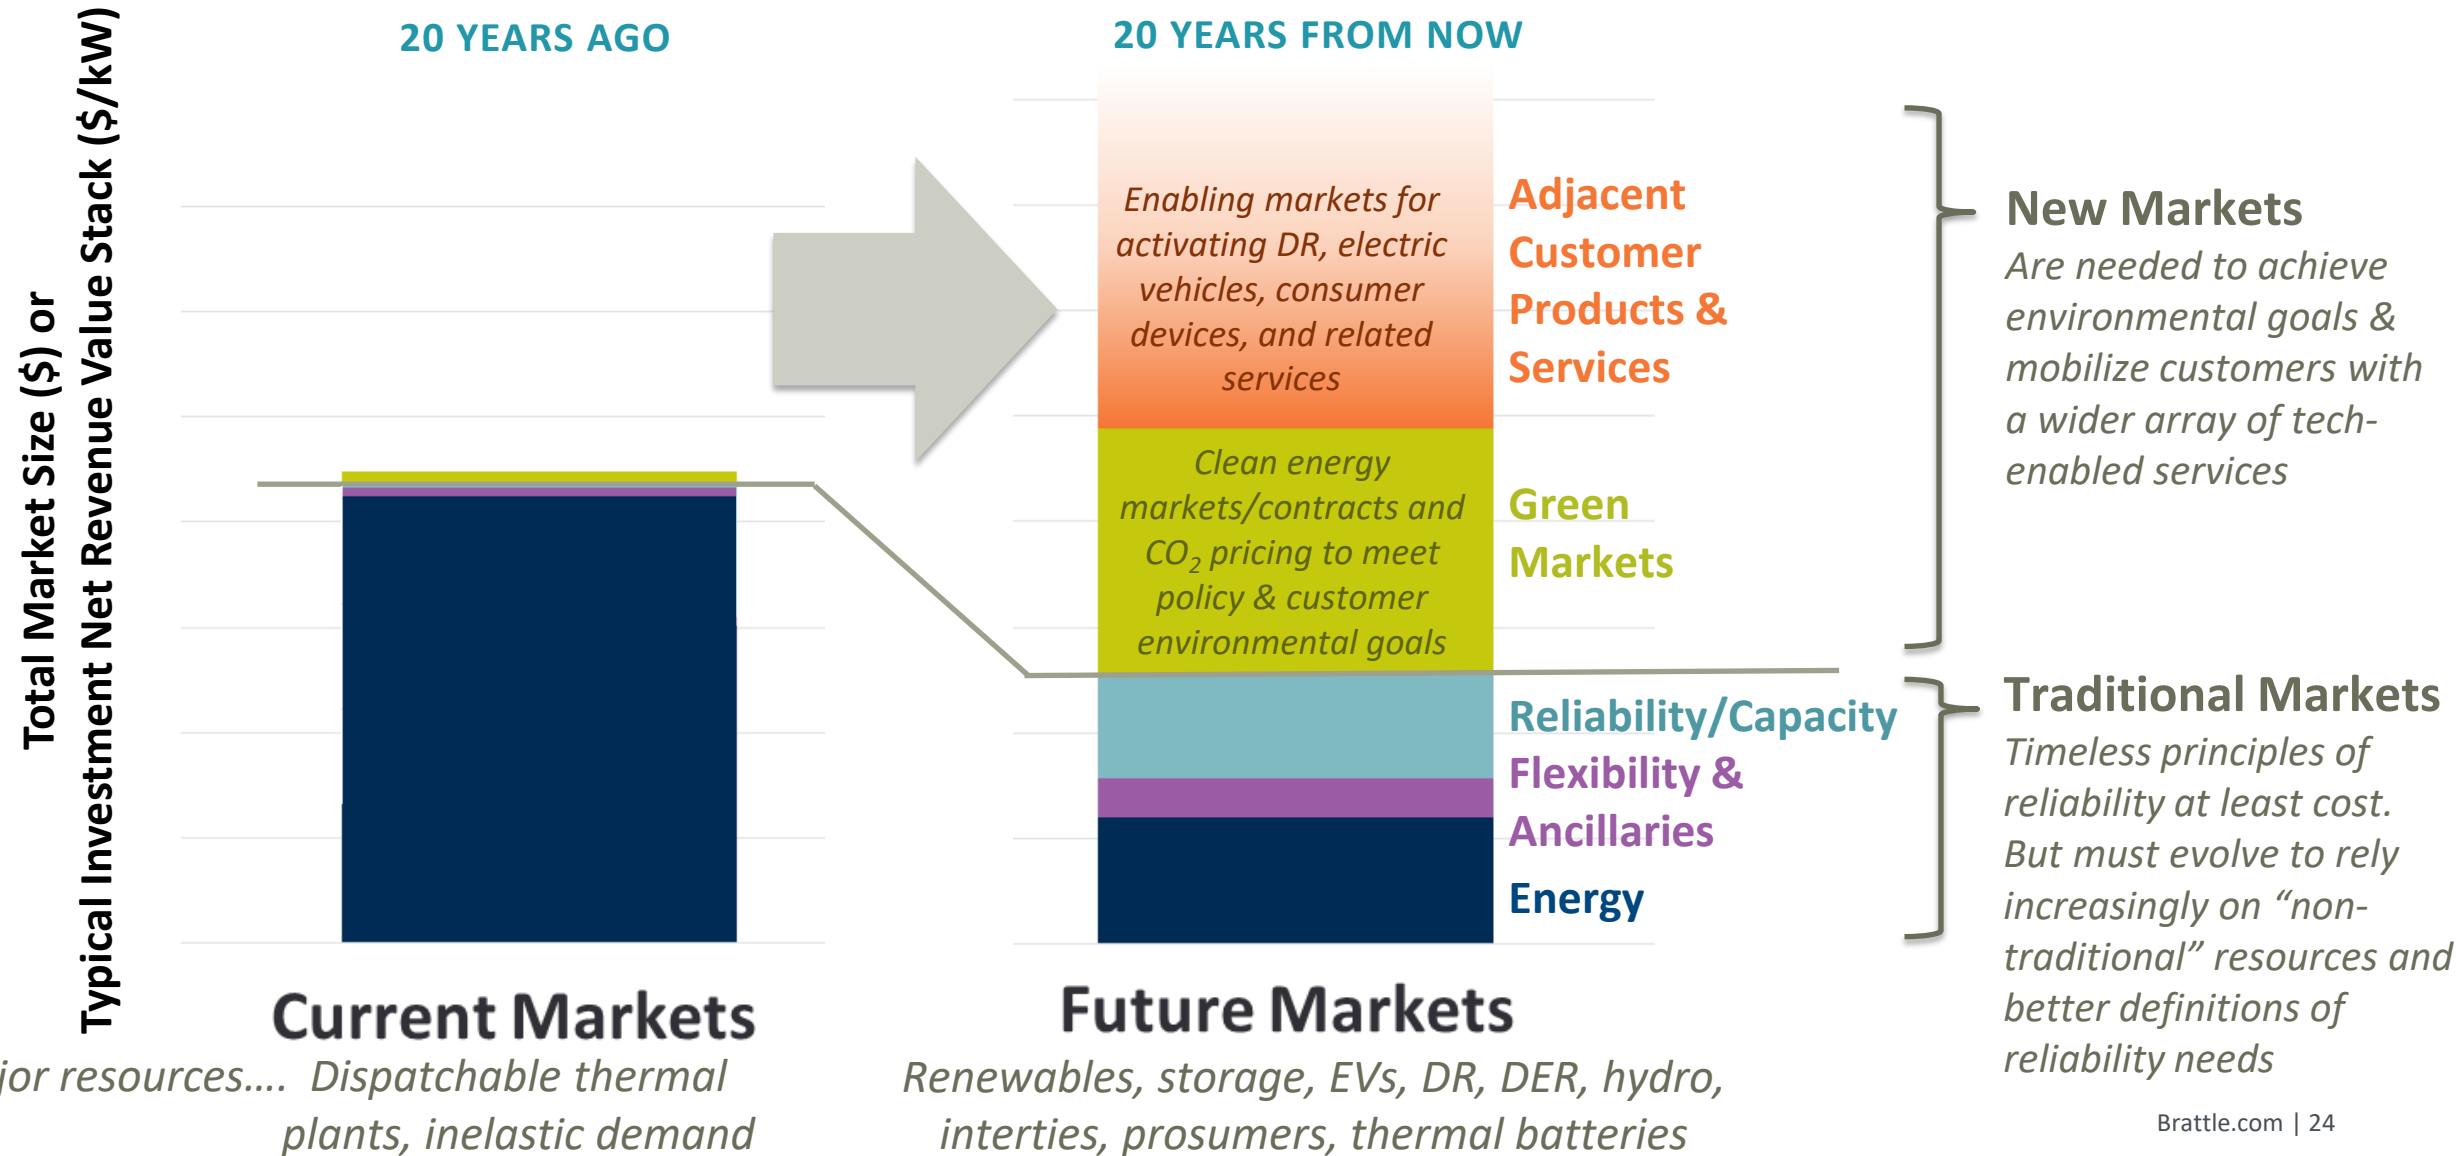 Total Market Size ($) or
Typical Investment Net Revenue Value Stack ($/kW)
20 YEARS AGO
20 YEARS FROM NOW
Enabling markets for
activating DR, electric
vehicles, consumer
devices, and related
services
Clean energy
markets/contracts and
CO2 pricing to meet
policy & customer
environmental goals
Adjacent
Customer
Products &
Services
Green
Markets
Reliability/Capacity
Flexibility &
Ancillaries
Energy
New Markets
Are needed to achieve
environmental goals &
mobilize customers with
a wider array of tech-
enabled services
Traditional Markets
Timeless principles of
reliability at least cost.
But must evolve to rely
increasingly on “non-
traditional” resources and
better definitions of
reliability needs
Current Markets
Future Markets
resources.... Dispatchable thermal
plants, inelastic demand
Renewables, storage, EVs, DR, DER, hydro,
interties, prosumers, thermal batteries
Brattle.com | 24